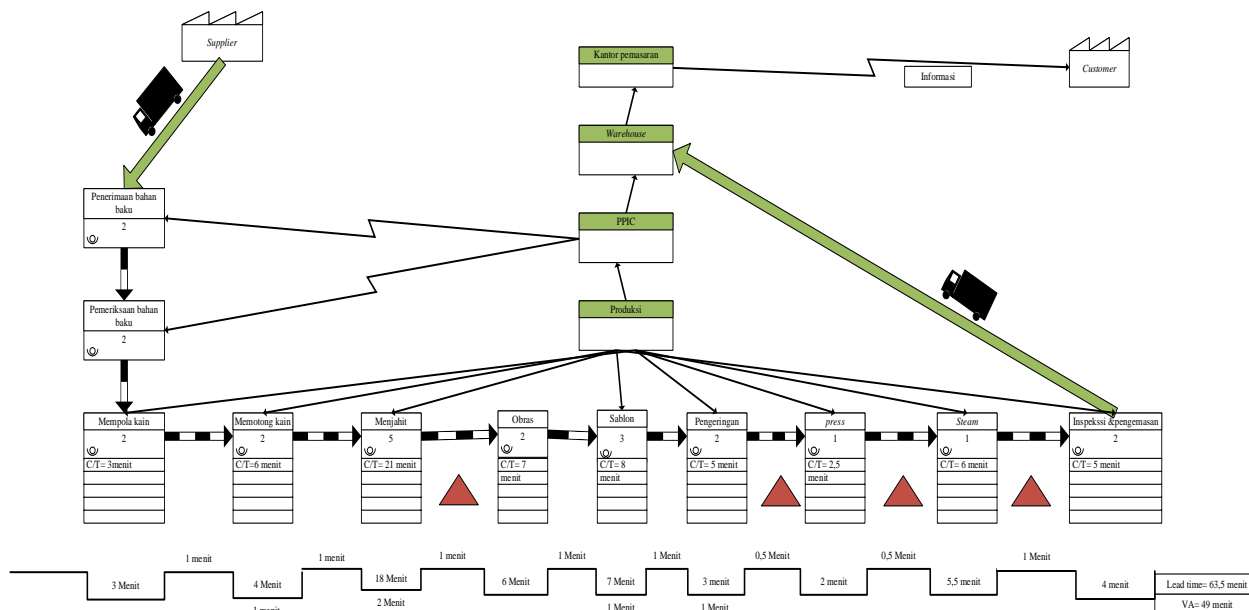 Supplier
Kantor pemasaran
Informasi
Customer
Warehouse
Penerimaan bahan
baku
2
PPIC
Pemeriksaan bahan
baku
2
Produksi
Mempola kain
2
C/T= 3menit
Memotong kain
2
C/T=6 menit
Menjahit
5
C/T= 21 menit
Obras
2
C/T= 7
menit
Sablon
3
C/T= 8
menit
Pengeringan
2
C/T= 5 menit
press
1
C/T= 2,5
menit
Steam
1
C/T= 6 menit
Inspekssi &pengemasan
2
C/T= 5 menit
1 menit
1 menit
1 menit
1 Menit
1 Menit
0,5 Menit
0,5 Menit
1 Menit
3 Menit
4 Menit
18 Menit
6 Menit
7 Menit
3 menit
2 menit
5,5 menit
4 menit
Lead time= 63,5 menit
1 menit
2 Menit
1 Menit
1 Menit
VA= 49 menit